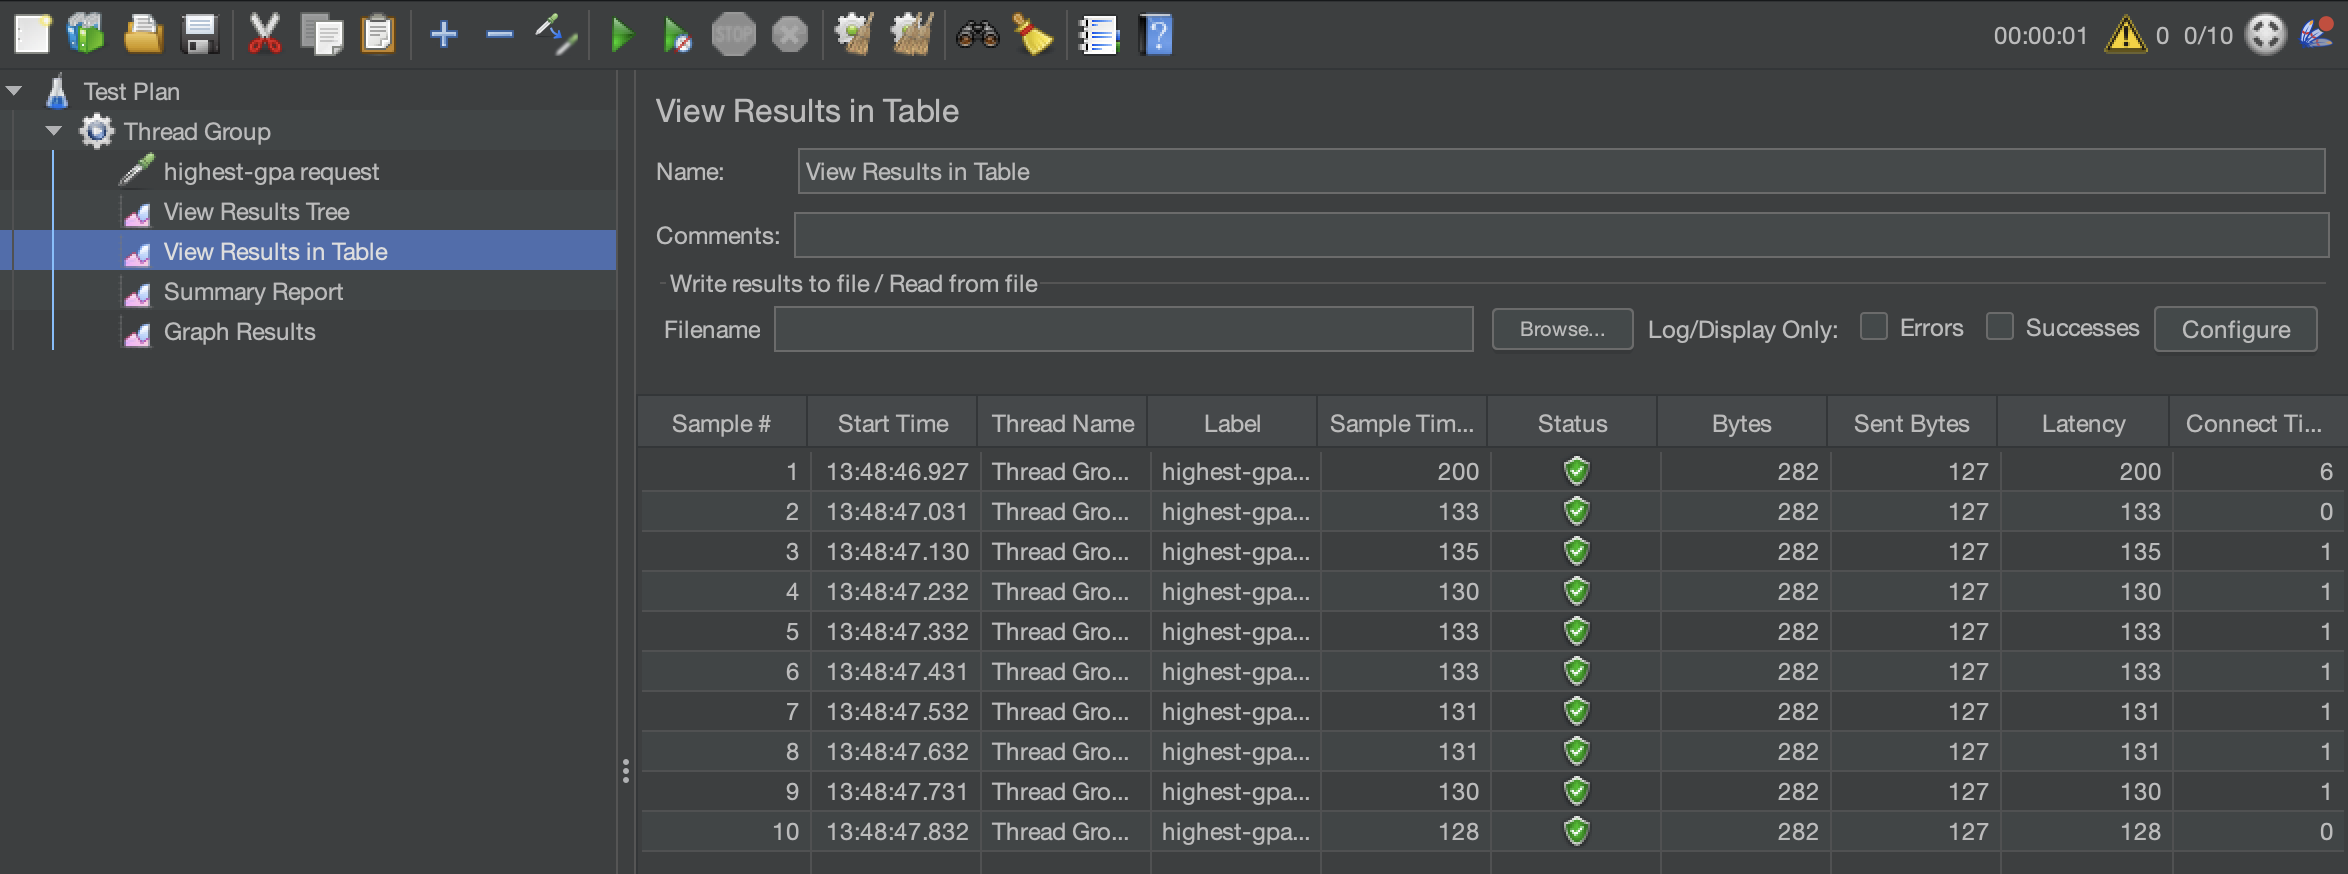 STOP
00:00:01 0 0/10
Test Plan
Thread Group
highest-gpa request
View Results Tree
View Results in Table
Summary Report
Graph Results
View Results in Table
Name: View Results in Table
Comments:
Write results to file / Read from file
Filename Browse... Log/Display Only: Errors Successes Configure
Sample # Start Time Thread Name Label Sample Tim... Status Bytes Sent Bytes Latency Connect Ti...
1 13:48:46.927 Thread Gro... highest-gpa... 200 282 127 200 6
2 13:48:47.031 Thread Gro... highest-gpa... 133 282 127 133 0
3 13:48:47.130 Thread Gro... highest-gpa... 135 282 127 135 1
4 13:48:47.232 Thread Gro... highest-gpa... 130 282 127 130 1
5 13:48:47.332 Thread Gro... highest-gpa... 133 282 127 133 1
6 13:48:47.431 Thread Gro... highest-gpa... 133 282 127 133 1
7 13:48:47.532 Thread Gro... highest-gpa... 131 282 127 131 1
8 13:48:47.632 Thread Gro... highest-gpa... 131 282 127 131 1
9 13:48:47.731 Thread Gro... highest-gpa... 130 282 127 130 1
10 13:48:47.832 Thread Gro... highest-gpa... 128 282 127 128 0